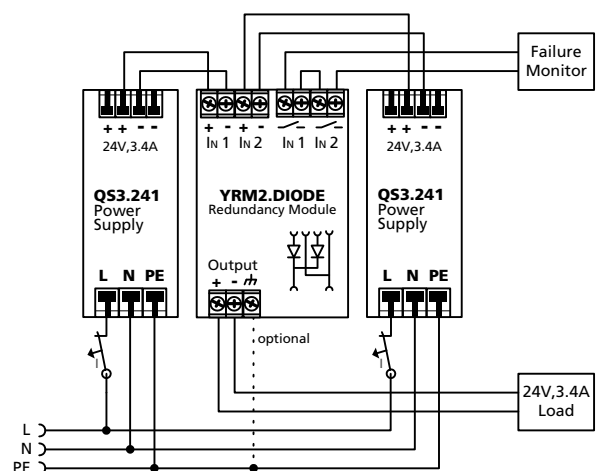 Failure
Monitor
+ + - -
24V,3.4A
QS3.241
Power
Supply
L N PE
+ - + -
IN 1 IN 2 IN 1 IN 2
YRM2.DIODE
Redundancy Module
Output
+ -
optional
+ + - -
24V,3.4A
QS3.241
Power
Supply
L N PE
I
I
24V,3.4A
Load
L
N
PE